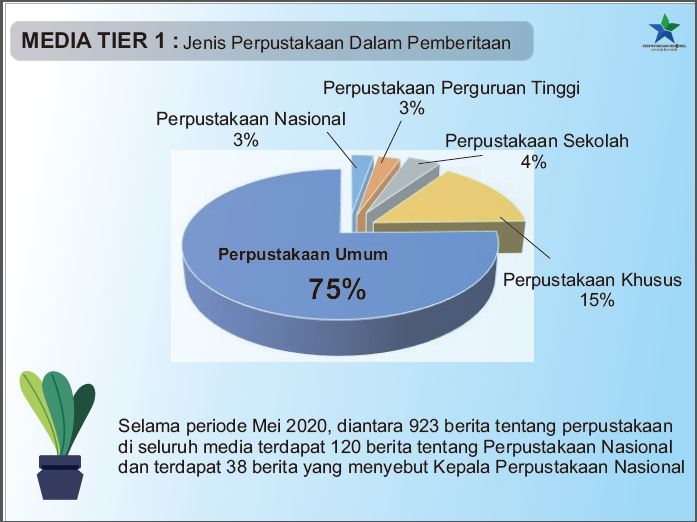 MEDIA TIER 1 : Jenis Perpustakaan Dalam Pemberitaan
PERPUSTAKAAN NASIONAL
Perpustakaan Perguruan Tinggi
3%
Perpustakaan Nasional
3%
Perpustakaan Sekolah
4%
Perpustakaan Umum
75%
Perpustakaan Khusus
15%
Selama periode Mei 2020, diantara 923 berita tentang perpustakaan
di seluruh media terdapat 120 berita tentang Perpustakaan Nasional
dan terdapat 38 berita yang menyebut Kepala Perpustakaan Nasional